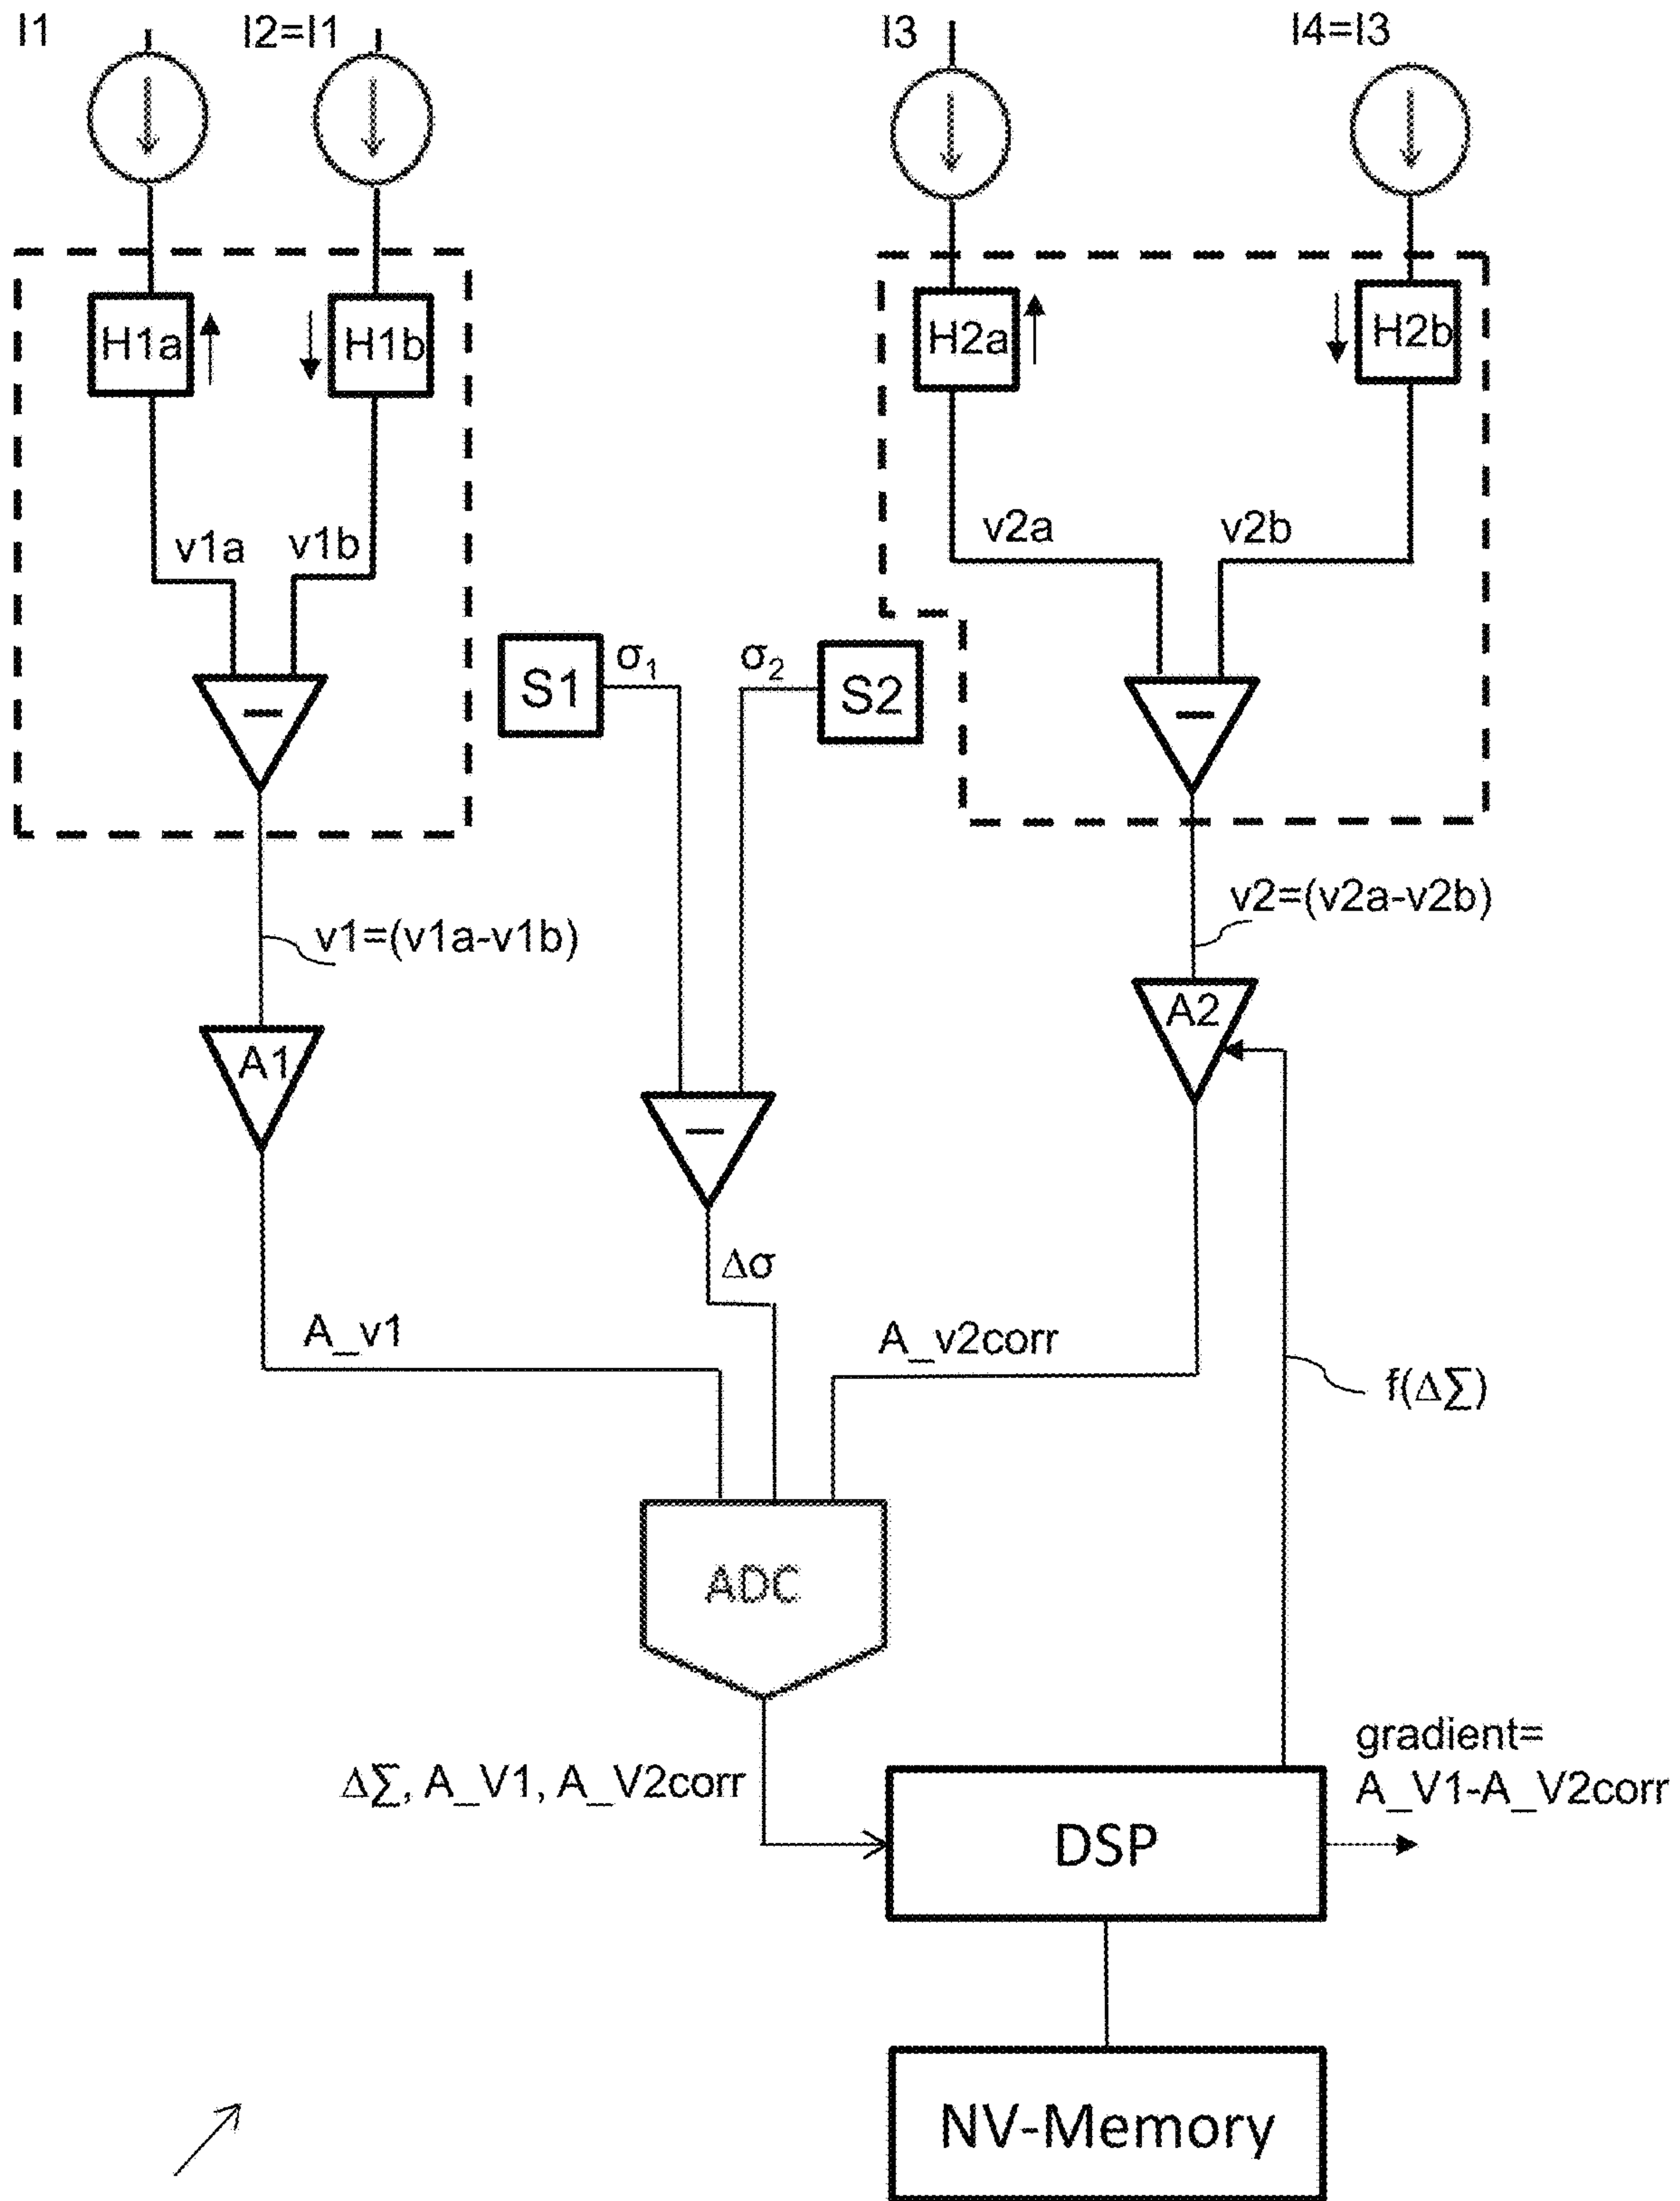 I1
I2=I1
I3
I4=I3
H1a
H1b
H2a
H2b
v1a
v1b
v2a
v2b
S1
σ1
σ2
S2
v1=(v1a-v1b)
v2=(v2a-v2b)
A1
A2
Δσ
A_v1
A_v2corr
f(Δ∑)
ADC
Δ∑, A_V1, A_V2corr
gradient=
A_V1-A_V2corr
DSP
NV-Memory